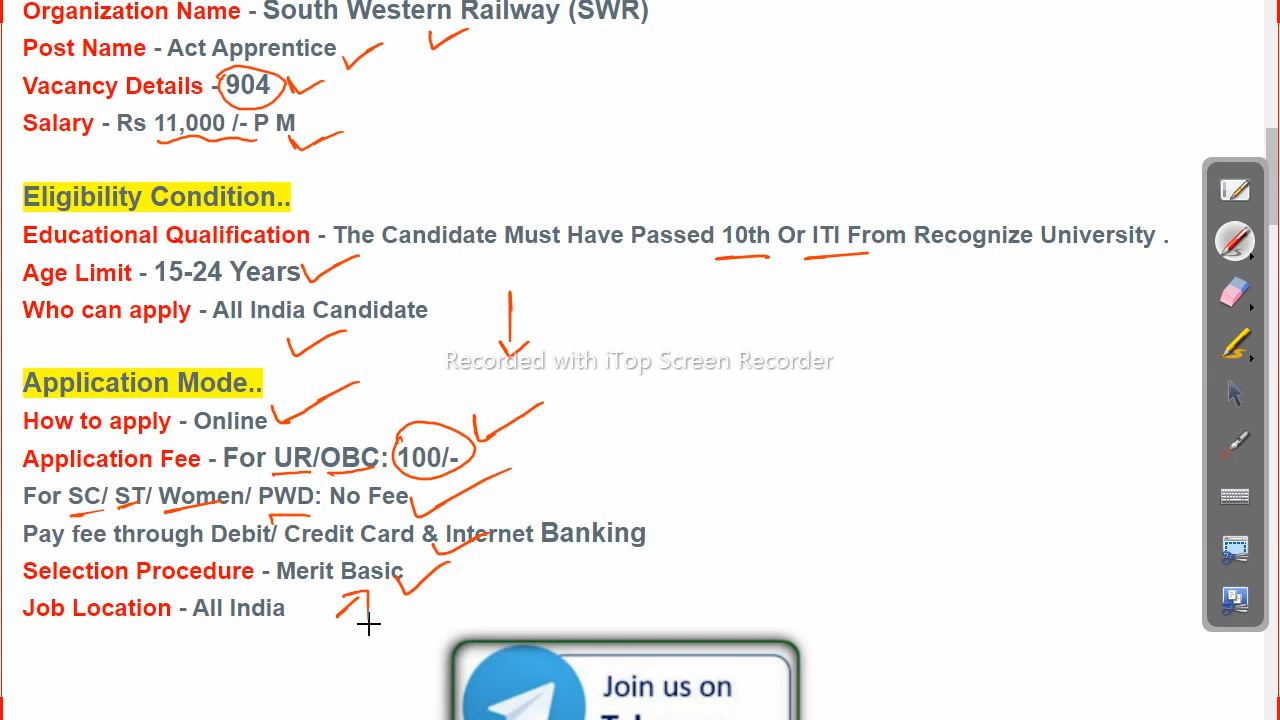 Organization Name - South Western Railway (SWR)
Post Name - Act Apprentice
Vacancy Details - 904
Salary - Rs 11,000 /- P M
Eligibility Condition..
Educational Qualification - The Candidate Must Have Passed 10th Or ITI From Recognize University .
Age Limit - 15-24 Years
Who can apply - All India Candidate
Recorded with iTop Screen Recorder
Application Mode..
How to apply - Online
Application Fee - For UR/OBC: 100/-
For SC/ ST/ Women/ PWD: No Fee
Pay fee through Debit/ Credit Card & Internet Banking
Selection Procedure - Merit Basic
Job Location - All India
Join us on